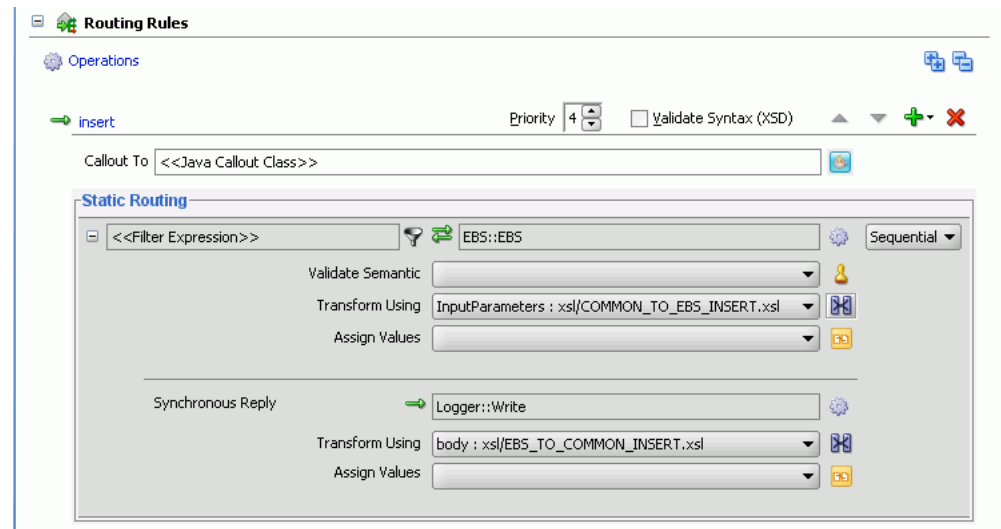 Routing Rules
Operations
insert Priority 4 Validate Syntax (XSD)
Callout To <<Java Callout Class>>
Static Routing
<<Filter Expression>> EBS::EBS Sequential
Validate Semantic
Transform Using InputParameters : xsl/COMMON_TO_EBS_INSERT.xsl
Assign Values
Synchronous Reply Logger::Write
Transform Using body : xsl/EBS_TO_COMMON_INSERT.xsl
Assign Values